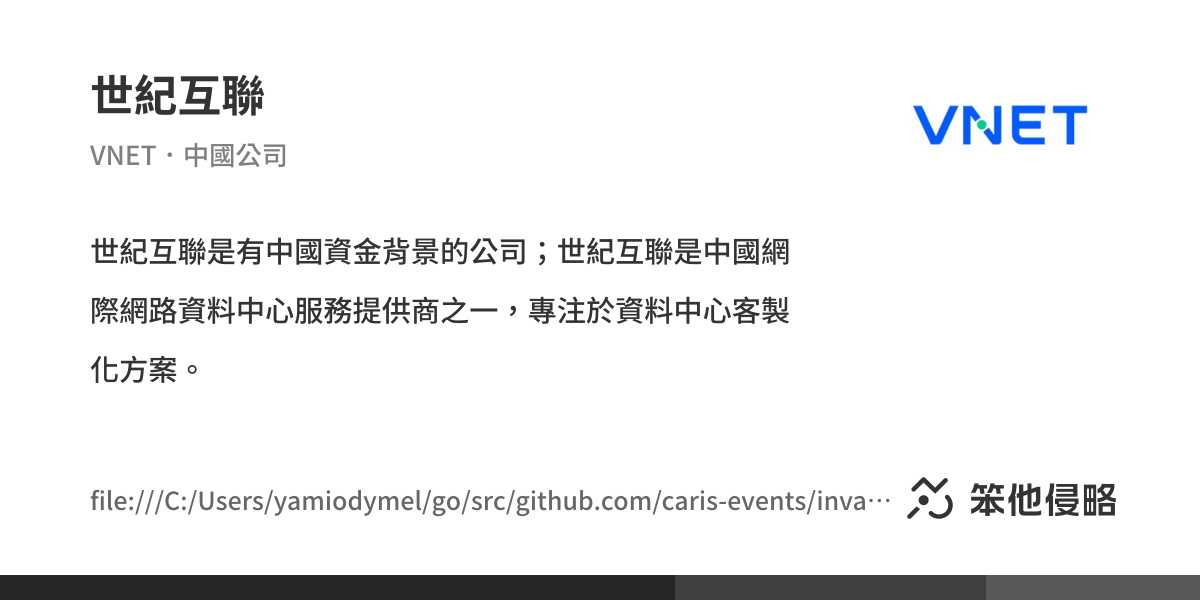 世紀互聯
VNET・中國公司
VNET
世紀互聯是有中國資金背景的公司；世紀互聯是中國網
際網路資料中心服務提供商之一，專注於資料中心客製
化方案。
file:///C:/Users/yamiodymel/go/src/github.com/caris-events/inva…
笨他侵略